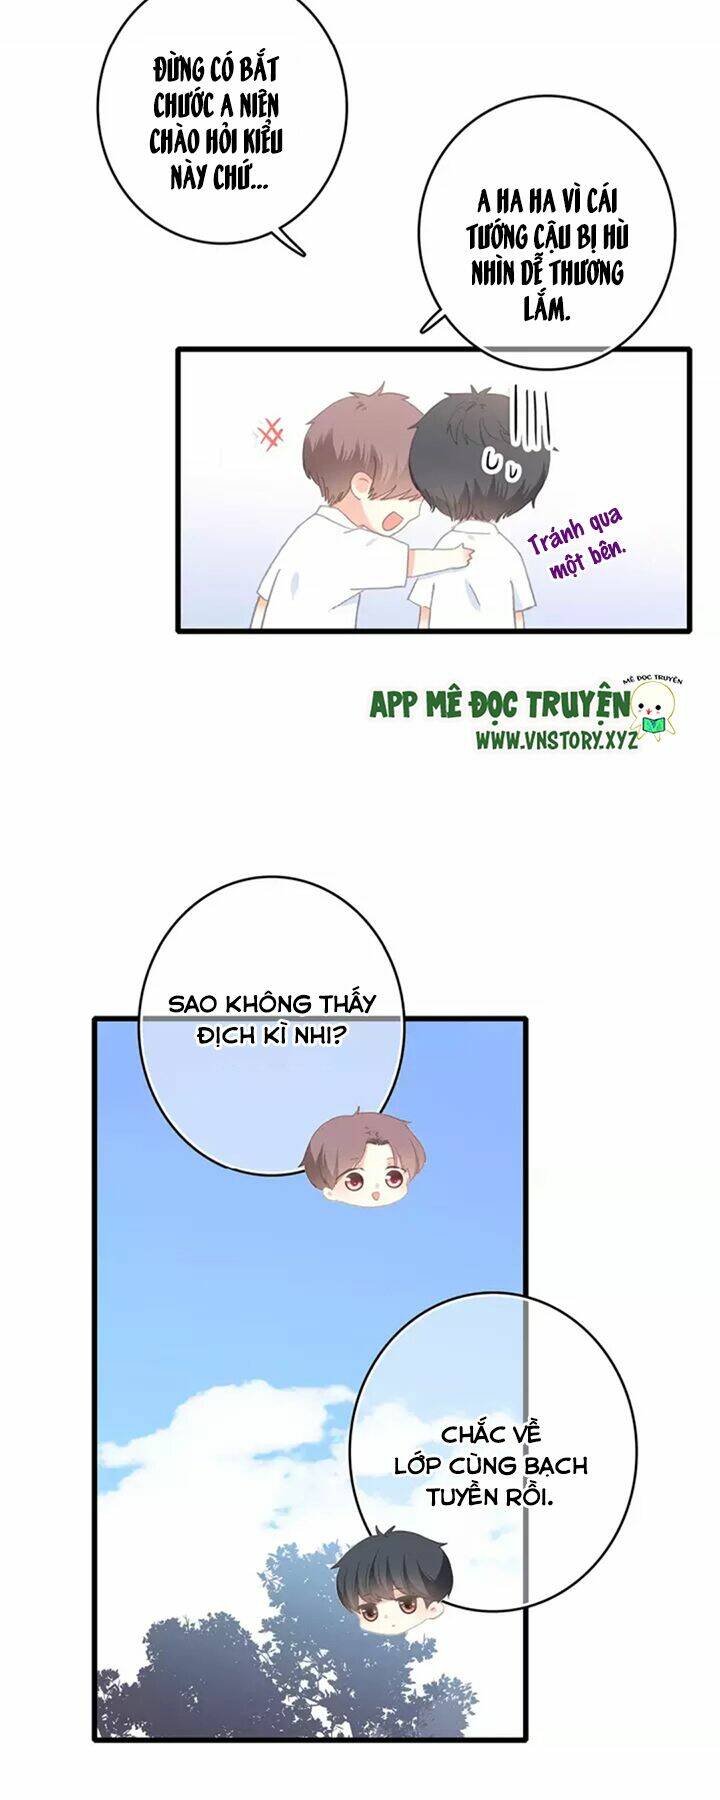 ĐỪNG CÓ BẮT
CHƯỚC A NIÊN
CHÀO HỎI KIỂU
NÀY CHỨ...
A HA HA VÌ CÁI
TƯỚNG CẬU BỊ HÙ
NHÌN DỄ THƯƠNG
LẮM.
Tránh qua
một bên.
MÊ ĐỌC TRUYỆN
APP MÊ ĐỌC TRUYỆN
WWW.VNSTORY.XYZ
SAO KHÔNG THẤY
ĐỊCH KÌ NHI?
CHẮC VỀ
LỚP CÙNG BẠCH
TUYỀN RỒI.